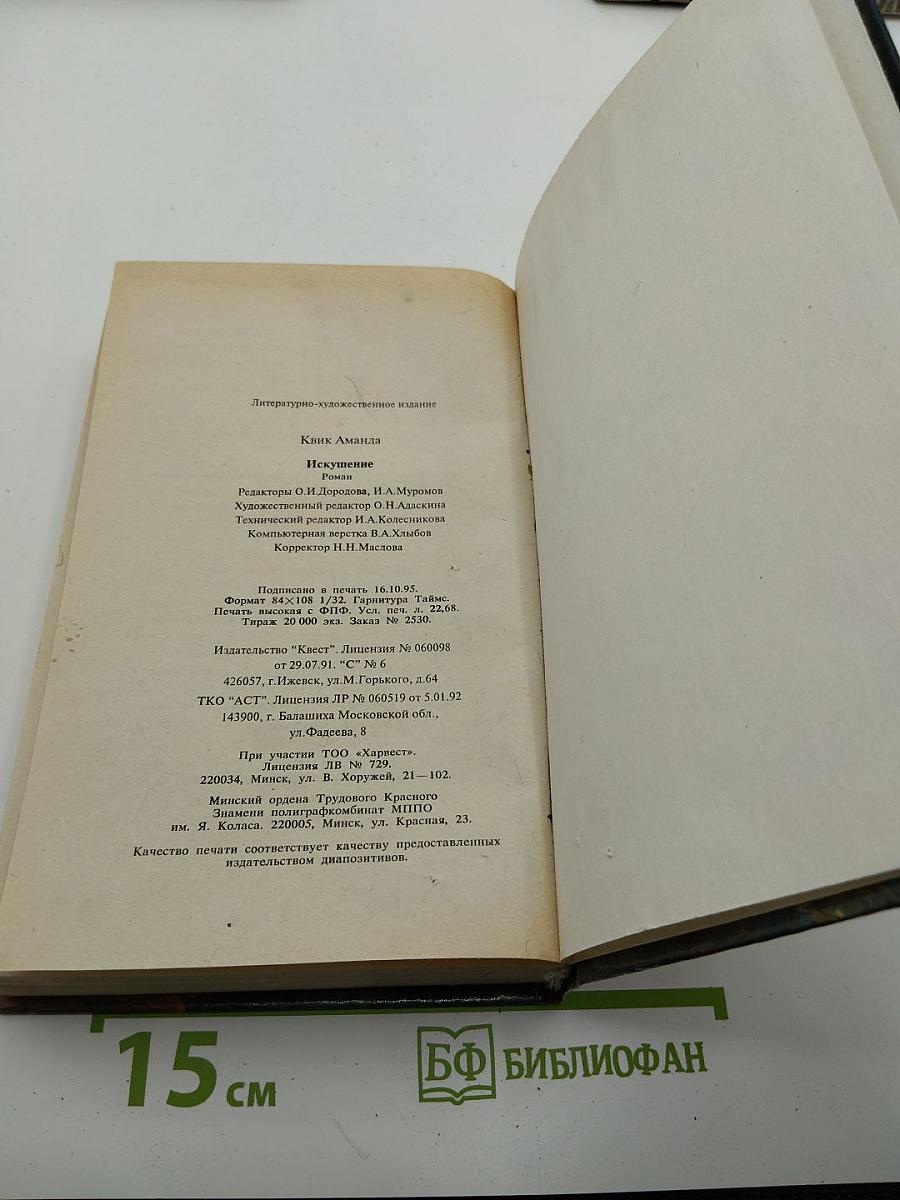 Литературно-художественное издание
Квик Аманда
Искушение
Роман
Редакторы О.И.Дородова, И.А.Муромов
Художественный редактор О.Н.Адаскина
Технический редактор И.А.Колесникова
Компьютерная верстка В.А.Хлыбов
Корректор Н.Н.Маслова
Подписано в печать 16.10.95.
Формат 84×108 1/32. Гарнитура Таймс.
Печать высокая с ФПФ. Усл. печ. л. 22,68.
Тираж 20 000 экз. Заказ № 2530.
Издательство "Квест". Лицензия № 060098
от 29.07.91. "С" № 6
426057, г.Ижевск, ул.М.Горького, д.64
ТКО "АСТ". Лицензия ЛР № 060519 от 5.01.92
143900, г. Балашиха Московской обл.,
ул.Фадеева, 8
При участии ТОО «Харвест».
Лицензия ЛВ № 729.
220034, Минск, ул. В. Хоружей, 21—102.
Минский ордена Трудового Красного
Знамени полиграфкомбинат МППО
им. Я. Коласа. 220005, Минск, ул. Красная, 23.
Качество печати соответствует качеству предоставленных
издательством диапозитивов.
15 см
БФ БИБЛИОФАН